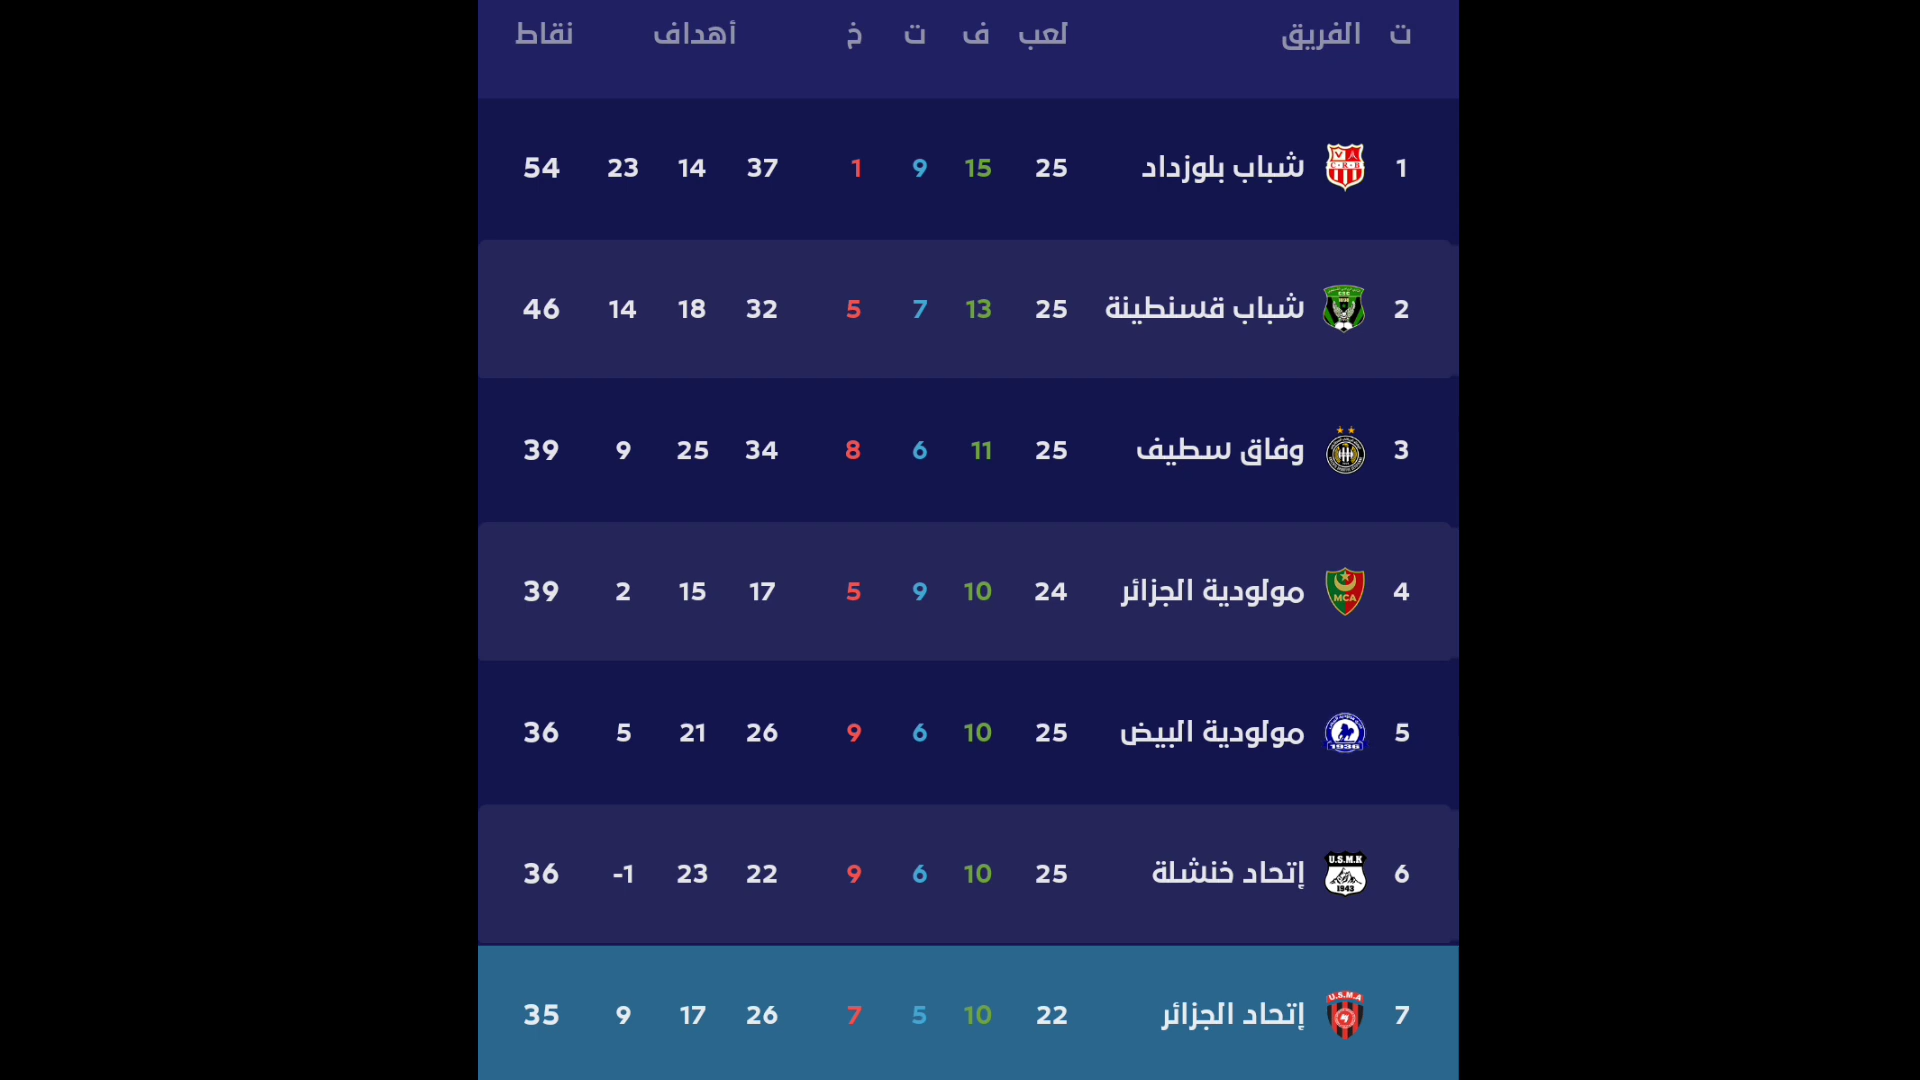 ت الفريق لعب ف ت خ أهداف نقاط
1 شباب بلوزداد 25 15 9 1 37 14 23 54
2 شباب قسنطينة 25 13 7 5 32 18 14 46
3 وفاق سطيف 25 11 6 8 34 25 9 39
4 MCA مولودية الجزائر 24 10 9 5 17 15 2 39
5 1936 مولودية البيض 25 10 6 9 26 21 5 36
6 U.S.M.K 1943 إتحاد خنشلة 25 10 6 9 22 23 -1 36
7 U.S.M.A إتحاد الجزائر 22 10 5 7 26 17 9 35